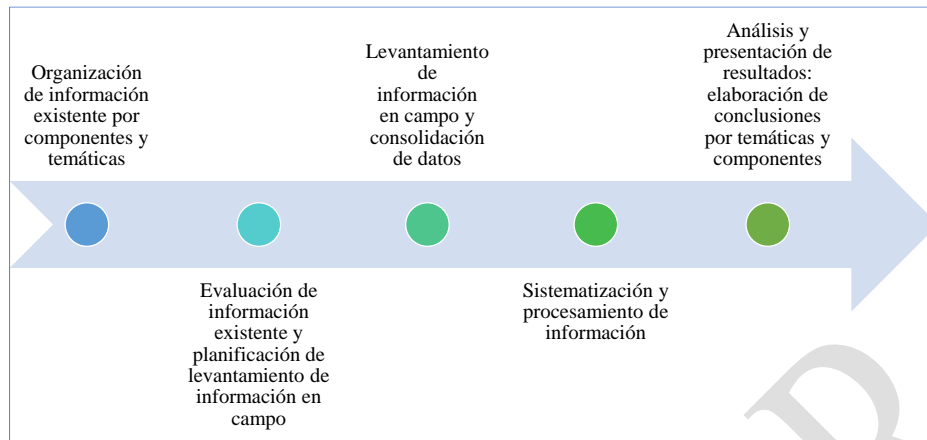 Organización
de información
existente por
componentes y
temáticas
Evaluación de
información
existente y
planificación de
levantamiento de
información en
campo
Levantamiento
de
información
en campo y
consolidación
de datos
Sistematización y
procesamiento de
información
Análisis y
presentación de
resultados:
elaboración de
conclusiones
por temáticas y
componentes